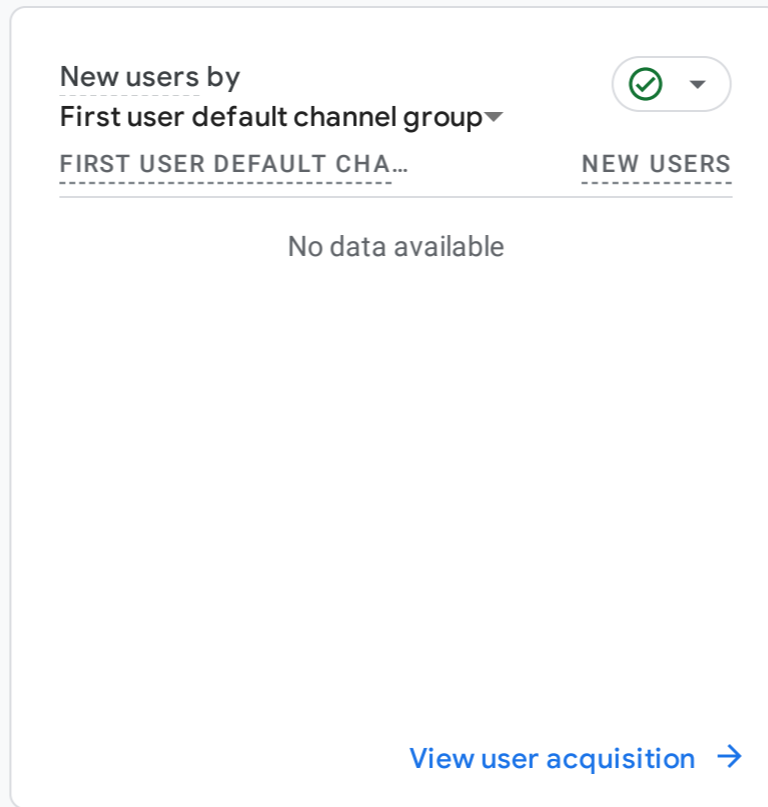 New users by
First user default channel group
FIRST USER DEFAULT CHA…
NEW USERS
No data available
View user acquisition